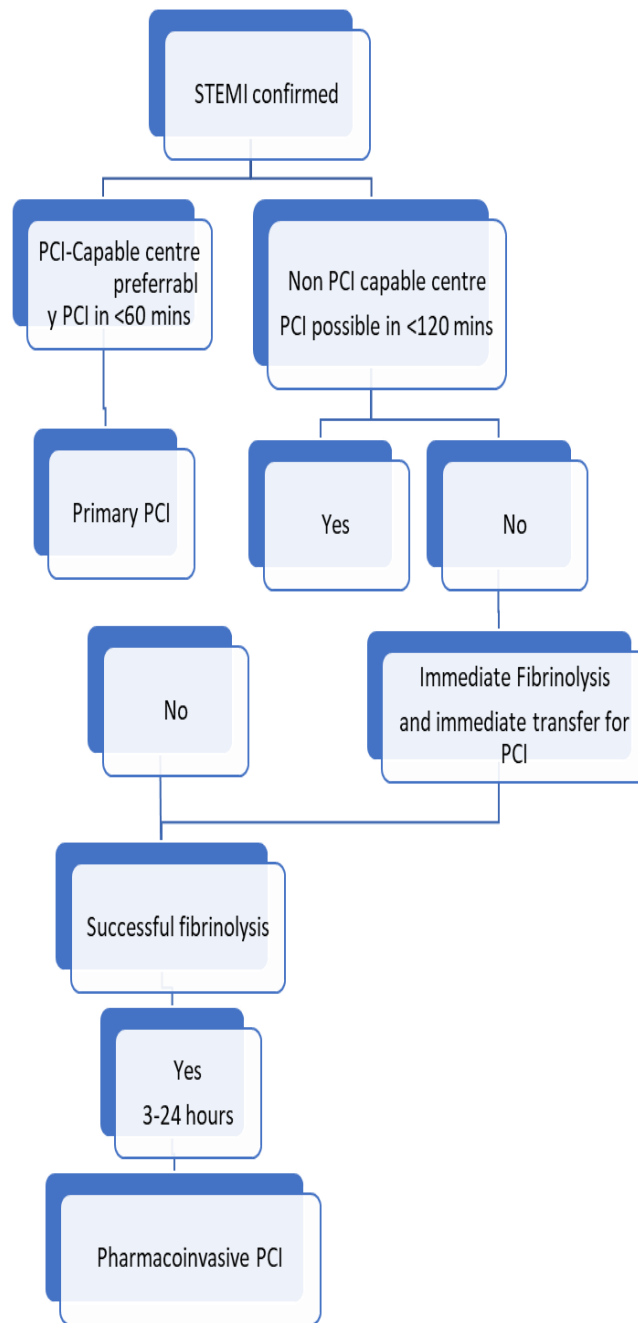 STEMI confirmed
PCI-Capable centre
preferrabl
y PCI in <60 mins
Non PCI capable centre
PCI possible in <120 mins
Primary PCI
Yes
No
No
Immediate Fibrinolysis
and immediate transfer for
PCI
Successful fibrinolysis
Yes
3-24 hours
Pharmacoinvasive PCI